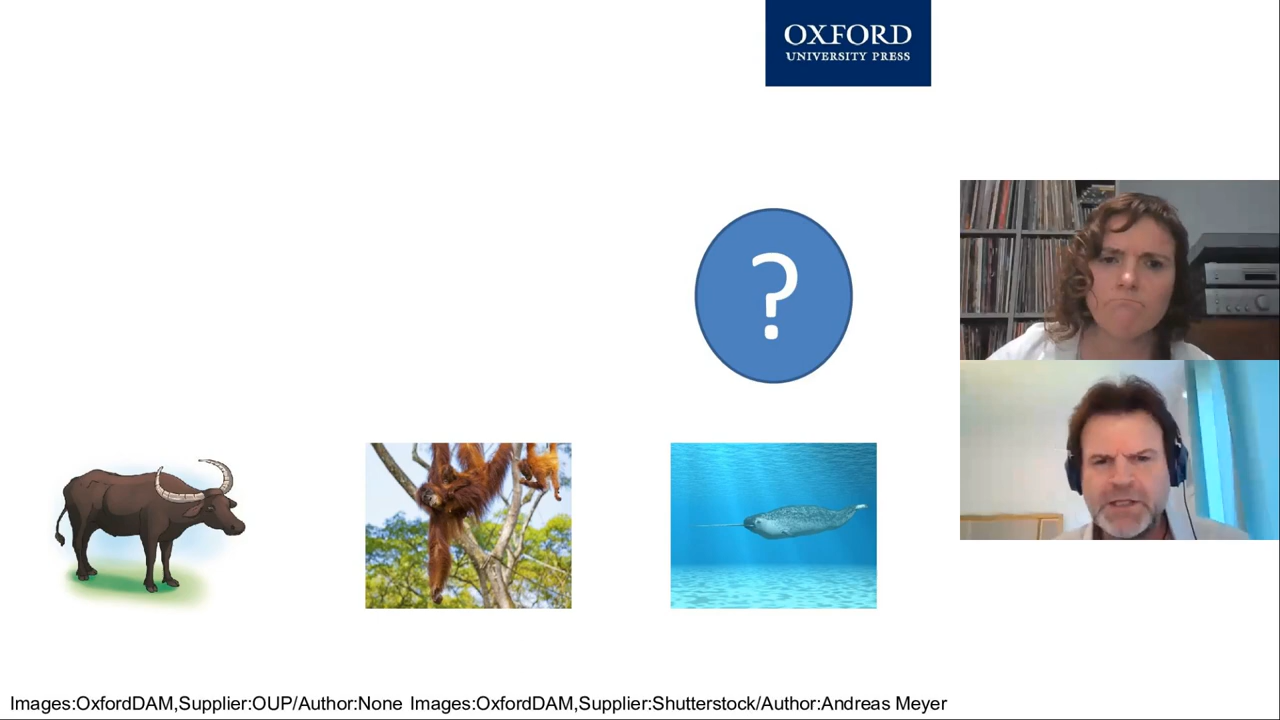 OXFORD
UNIVERSITY PRESS
?
Images:OxfordDAM,Supplier:OUP/Author:None Images:OxfordDAM,Supplier:Shutterstock/Author:Andreas Meyer